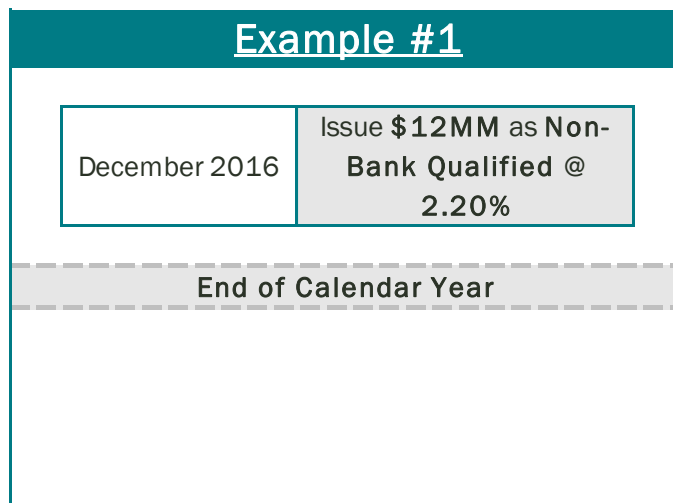 Example #1
December 2016
Issue $12MM as Non-
Bank Qualified @
2.20%
End of Calendar Year